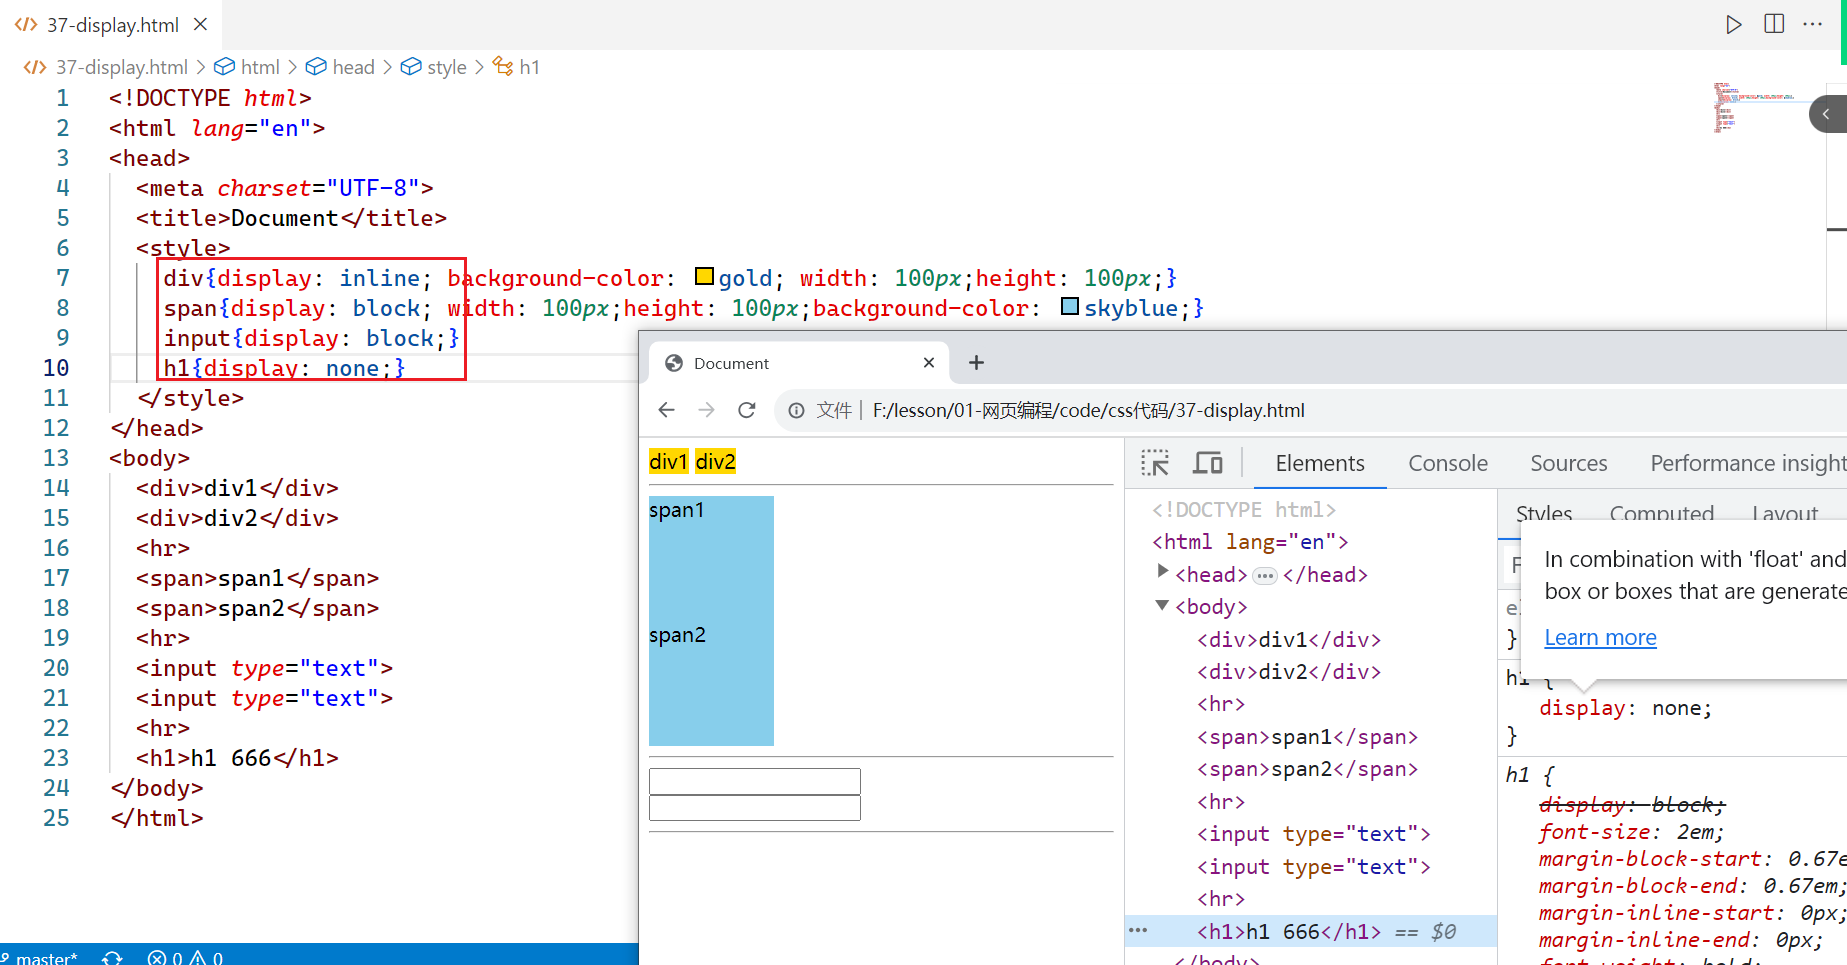 37-display.html
37-display.html > html > head > style > h1
1 <!DOCTYPE html>
2 <html lang="en">
3 <head>
4 <meta charset="UTF-8">
5 <title>Document</title>
6 <style>
7 div{display: inline; background-color: gold; width: 100px;height: 100px;}
8 span{display: block; width: 100px;height: 100px;background-color: skyblue;}
9 input{display: block;}
10 h1{display: none;}
11 </style>
12 </head>
13 <body>
14 <div>div1</div>
15 <div>div2</div>
16 <hr>
17 <span>span1</span>
18 <span>span2</span>
19 <hr>
20 <input type="text">
21 <input type="text">
22 <hr>
23 <h1>h1 666</h1>
24 </body>
25 </html>
master* 0 0
Document
文件 | F:/lesson/01-网页编程/code/css代码/37-display.html
div1 div2
span1
span2
Elements Console Sources Performance insight
<!DOCTYPE html>
<html lang="en">
<head> ... </head>
<body>
<div>div1</div>
<div>div2</div>
<hr>
<span>span1</span>
<span>span2</span>
<hr>
<input type="text">
<input type="text">
<hr>
<h1>h1 666</h1> == $0
</body>
Styles Computed Layout
In combination with 'float' and
box or boxes that are generate
Learn more
}
h1 {
display: none;
}
h1 {
display: block;
font-size: 2em;
margin-block-start: 0.67e
margin-block-end: 0.67em;
margin-inline-start: 0px;
margin-inline-end: 0px;
font-weight: bold;